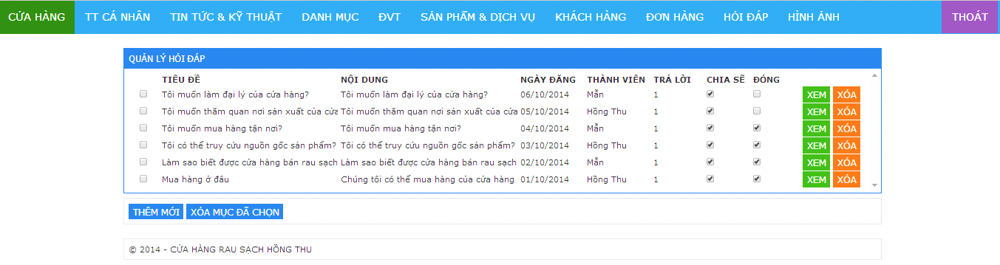 CỬA HÀNG TT CÁ NHÂN TIN TỨC & KỸ THUẬT DANH MỤC ĐVT SẢN PHẨM & DỊCH VỤ KHÁCH HÀNG ĐƠN HÀNG HỎI ĐÁP HÌNH ẢNH THOÁT
QUẢN LÝ HỎI ĐÁP
TIÊU ĐỀ NỘI DUNG NGÀY ĐĂNG THÀNH VIÊN TRẢ LỜI CHIA SẼ ĐÓNG
Tôi muốn làm đại lý của cửa hàng? Tôi muốn làm đại lý của cửa hàng? 06/10/2014 Mẫn 1 XEM XÓA
Tôi muốn thăm quan nơi sản xuất của cửa Tôi muốn thăm quan nơi sản xuất của cửa 05/10/2014 Hồng Thu 1 XEM XÓA
Tôi muốn mua hàng tận nơi? Tôi muốn mua hàng tận nơi? 04/10/2014 Mẫn 1 XEM XÓA
Tôi có thể truy cứu nguồn gốc sản phẩm? Tôi có thể truy cứu nguồn gốc sản phẩm? 03/10/2014 Hồng Thu 1 XEM XÓA
Làm sao biết được cửa hàng bán rau sạch Làm sao biết được cửa hàng bán rau sạch 02/10/2014 Mẫn 1 XEM XÓA
Mua hàng ở đâu Chúng tôi có thể mua hàng của cửa hàng 01/10/2014 Hồng Thu 1 XEM XÓA
THÊM MỚI XÓA MỤC ĐÃ CHỌN
© 2014 - CỬA HÀNG RAU SẠCH HỒNG THU